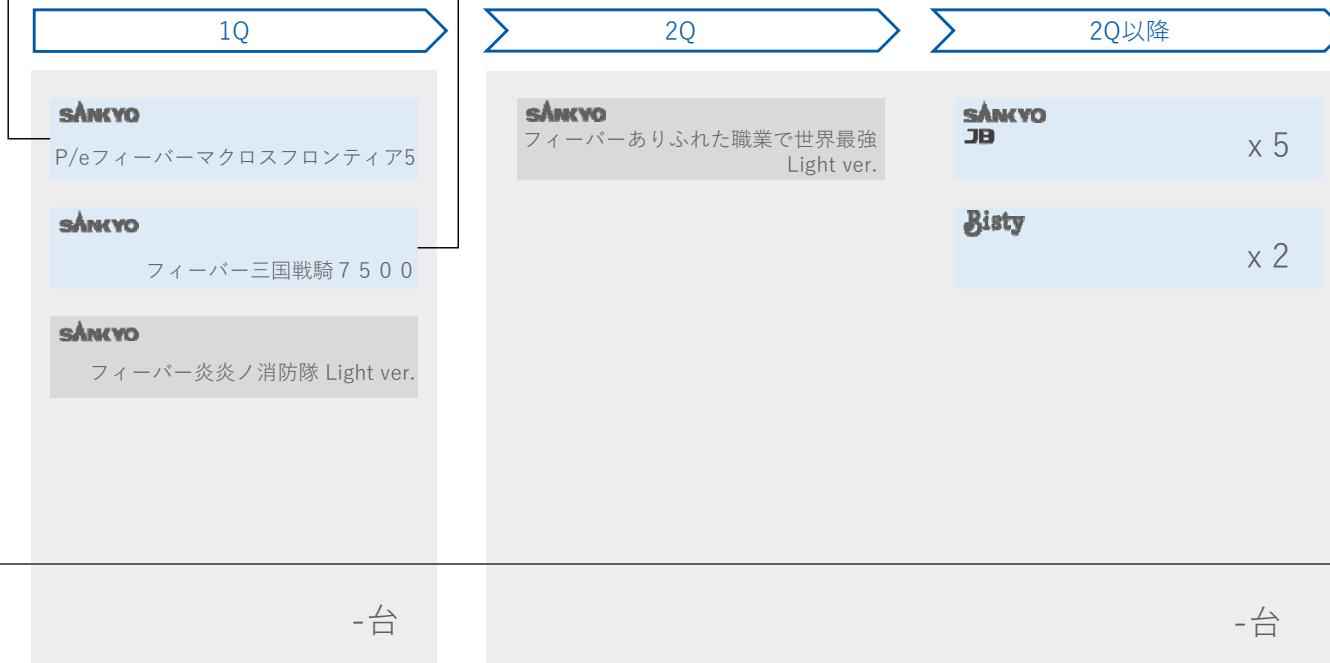 1Q
2Q
2Q以降
SANKYO
P/eフィーバーマクロスフロンティア5
SANKYO
フィーバー三国戦騎７５００
SANKYO
フィーバー炎炎ノ消防隊 Light ver.
SANKYO
フィーバーありふれた職業で世界最強
Light ver.
SANKYO
JB
x 5
Bisty
x 2
-台
-台